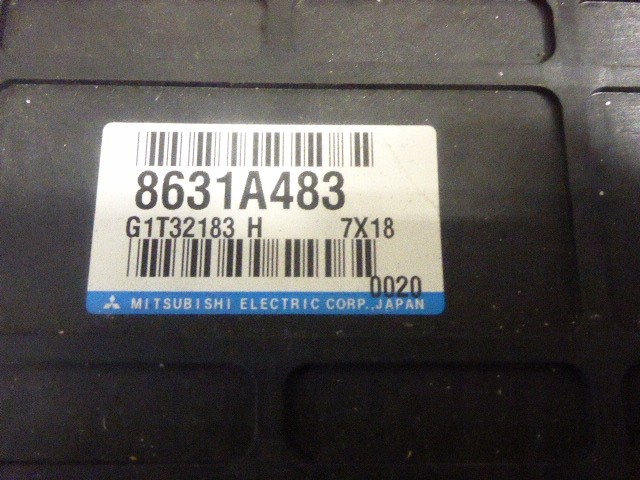 8631A483
G1T32183 H 7X18
0020
MITSUBISHI ELECTRIC CORP.,JAPAN